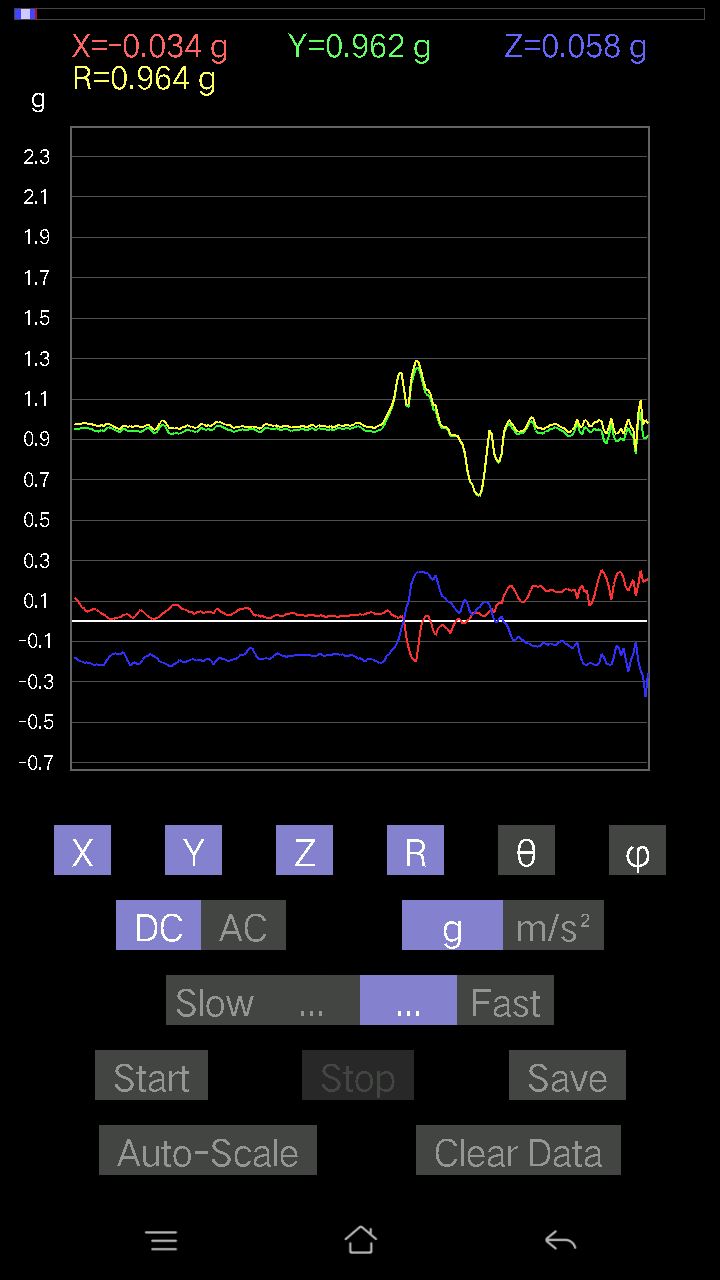 X=-0.034 g Y=0.962 g Z=0.058 g
R=0.964 g
g
2.3
2.1
1.9
1.7
1.5
1.3
1.1
0.9
0.7
0.5
0.3
0.1
-0.1
-0.3
-0.5
-0.7
X Y Z R θ φ
DC AC g m/s²
Slow ... ... Fast
Start Stop Save
Auto-Scale Clear Data